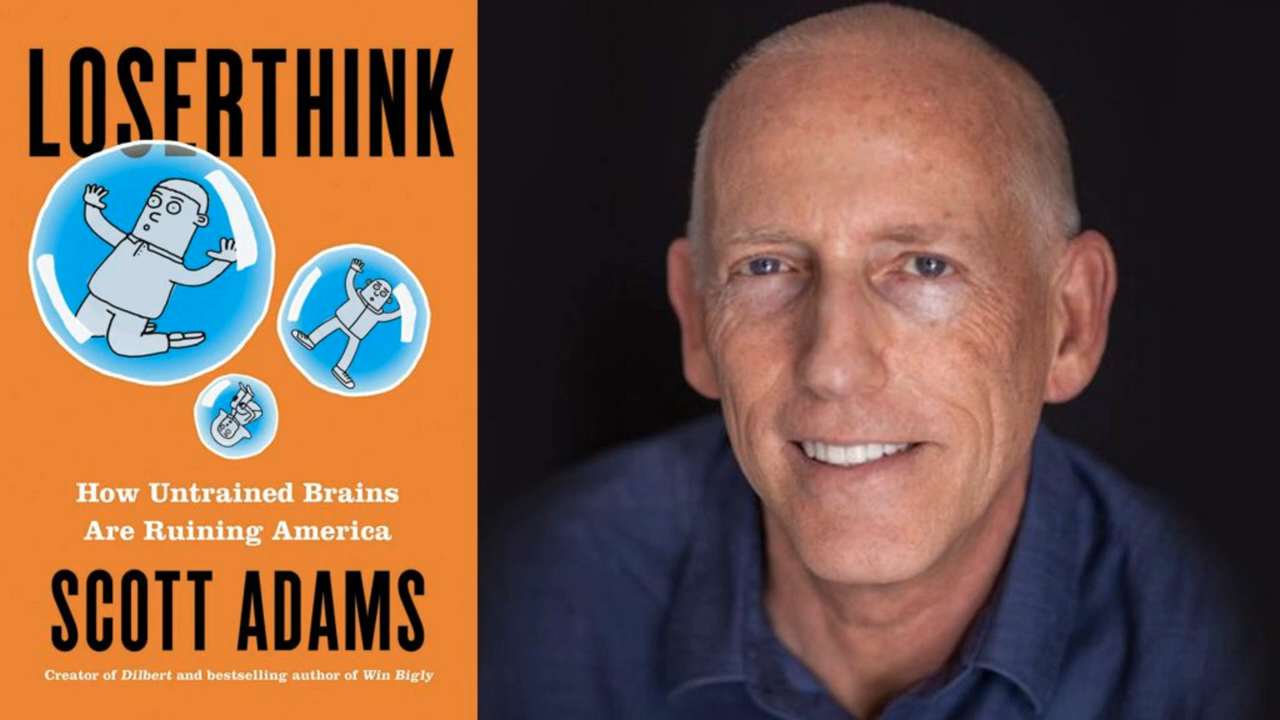 LOSERTHINK
How Untrained Brains
Are Ruining America
SCOTT ADAMS
Creator of Dilbert and bestselling author of Win Bigly